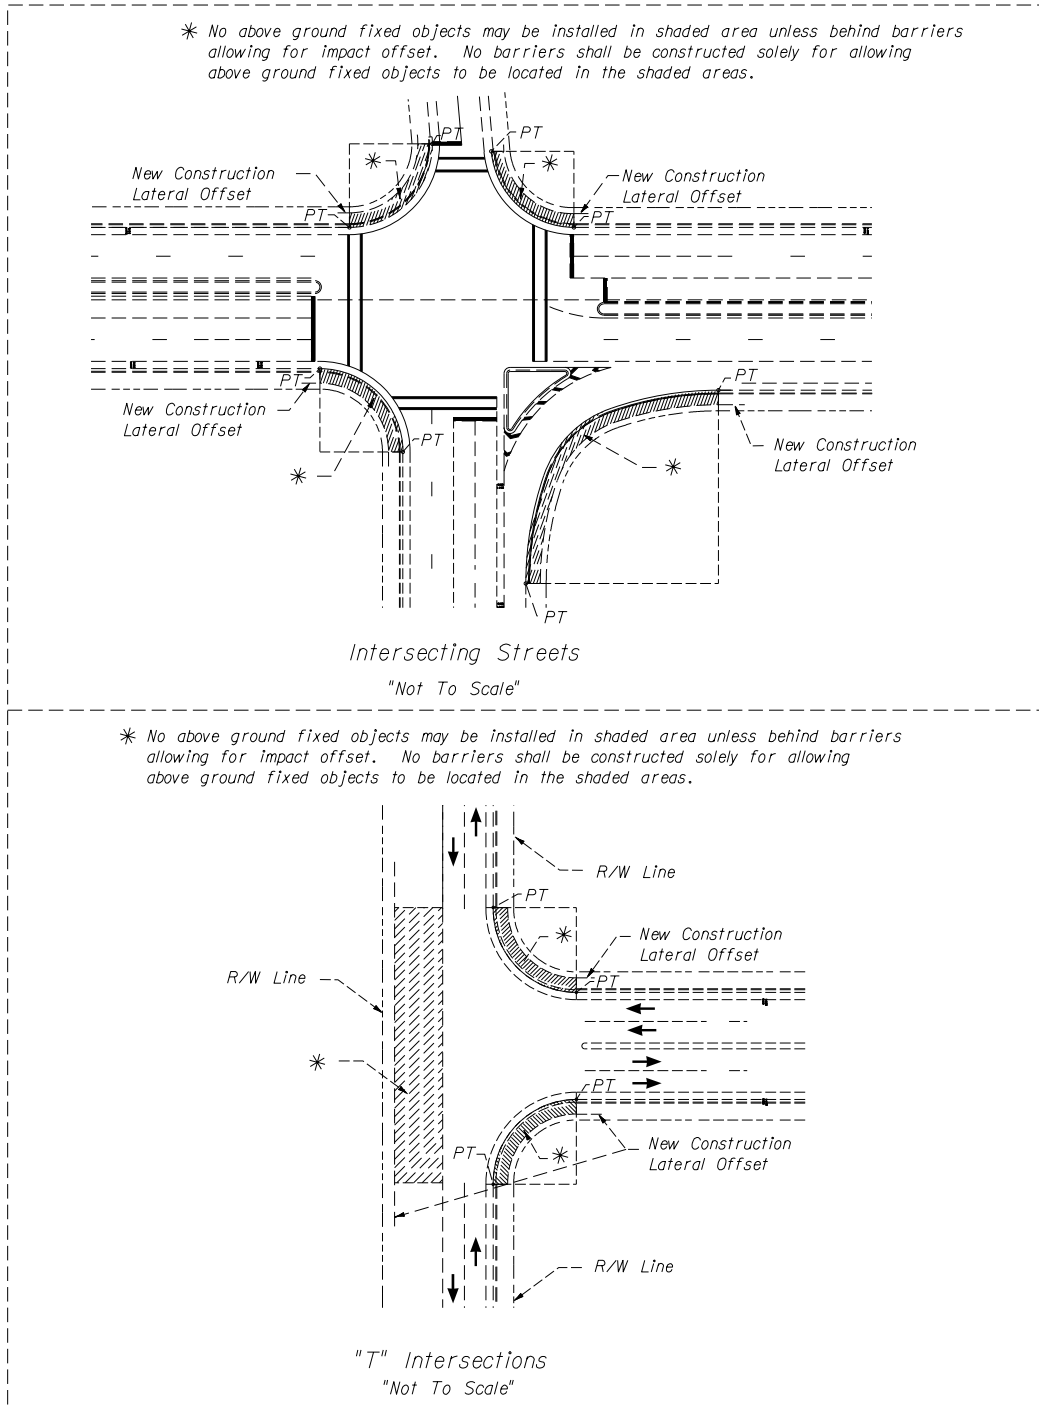 * No above ground fixed objects may be installed in shaded area unless behind barriers
allowing for impact offset. No barriers shall be constructed solely for allowing
above ground fixed objects to be located in the shaded areas.
PT
PT
*
*
New Construction
Lateral Offset
New Construction
Lateral Offset
PT
PT
PT
PT
New Construction
Lateral Offset
PT
New Construction
Lateral Offset
*
*
PT
Intersecting Streets
"Not To Scale"
* No above ground fixed objects may be installed in shaded area unless behind barriers
allowing for impact offset. No barriers shall be constructed solely for allowing
above ground fixed objects to be located in the shaded areas.
R/W Line
PT
*
New Construction
Lateral Offset
R/W Line
PT
*
PT
New Construction
Lateral Offset
PT
*
R/W Line
"T" Intersections
"Not To Scale"